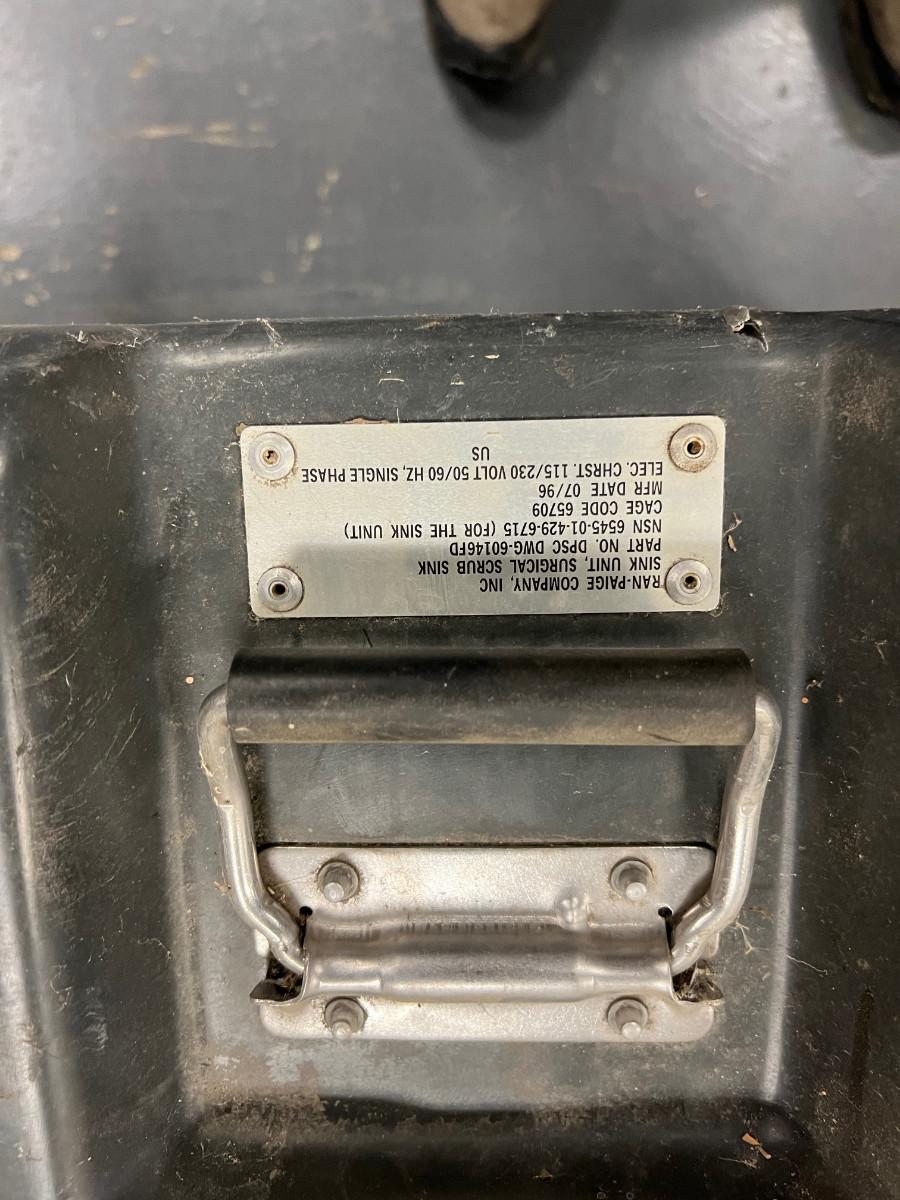 RAN-PAIGE COMPANY, INC
SINK UNIT, SURGICAL SCRUB SINK
PART NO. DPSC DWG-60146FD
NSN 6545-01-429-6715 (FOR THE SINK UNIT)
CAGE CODE 65709
MFR DATE 07/96
ELEC. CHRST. 115/230 VOLT 50/60 HZ, SINGLE PHASE
US